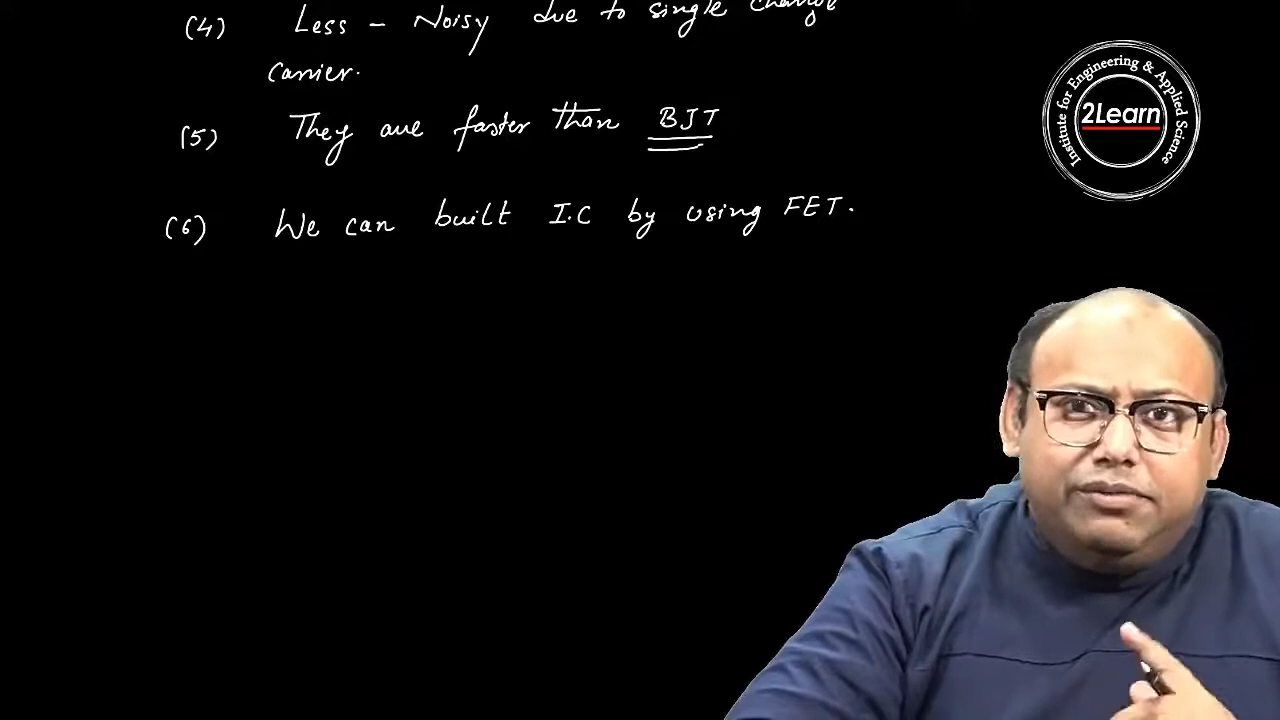 (4) Less - Noisy due to single charge
carrier.
(5) They are faster than BJT
(6) We can built I.C by using FET.
Institute for Engineering & Applied Science
2Learn